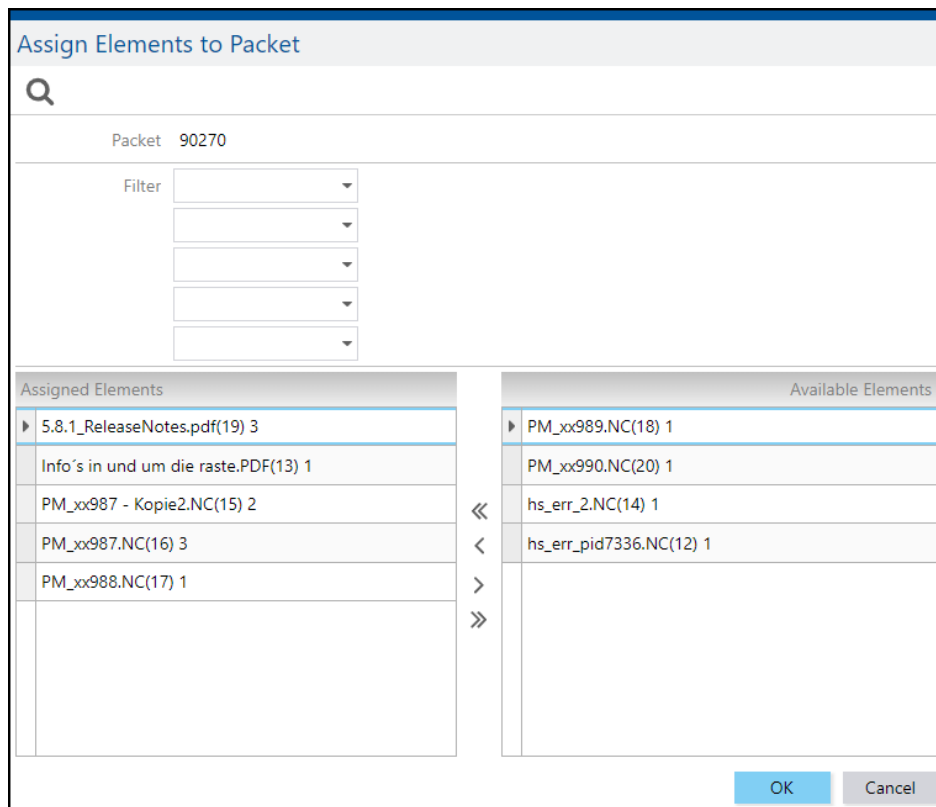 Assign Elements to Packet
Packet 90270
Filter
Assigned Elements
5.8.1_ReleaseNotes.pdf(19) 3
Info´s in und um die raste.PDF(13) 1
PM_xx987 - Kopie2.NC(15) 2
PM_xx987.NC(16) 3
PM_xx988.NC(17) 1
Available Elements
PM_xx989.NC(18) 1
PM_xx990.NC(20) 1
hs_err_2.NC(14) 1
hs_err_pid7336.NC(12) 1
OK
Cancel